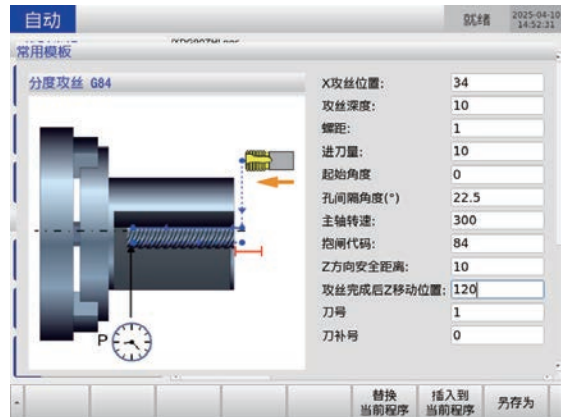 自动
就绪
2025-04-10
14:52:31
常用模板
分度攻丝 G84
P
X攻丝位置: 34
攻丝深度: 10
螺距: 1
进刀量: 10
起始角度 0
孔间隔角度(°) 22.5
主轴转速: 300
抱闸代码: 84
Z方向安全距离: 10
攻丝完成后Z移动位置: 120
刀号 1
刀补号 0
替换
当前程序
插入到
当前程序
另存为